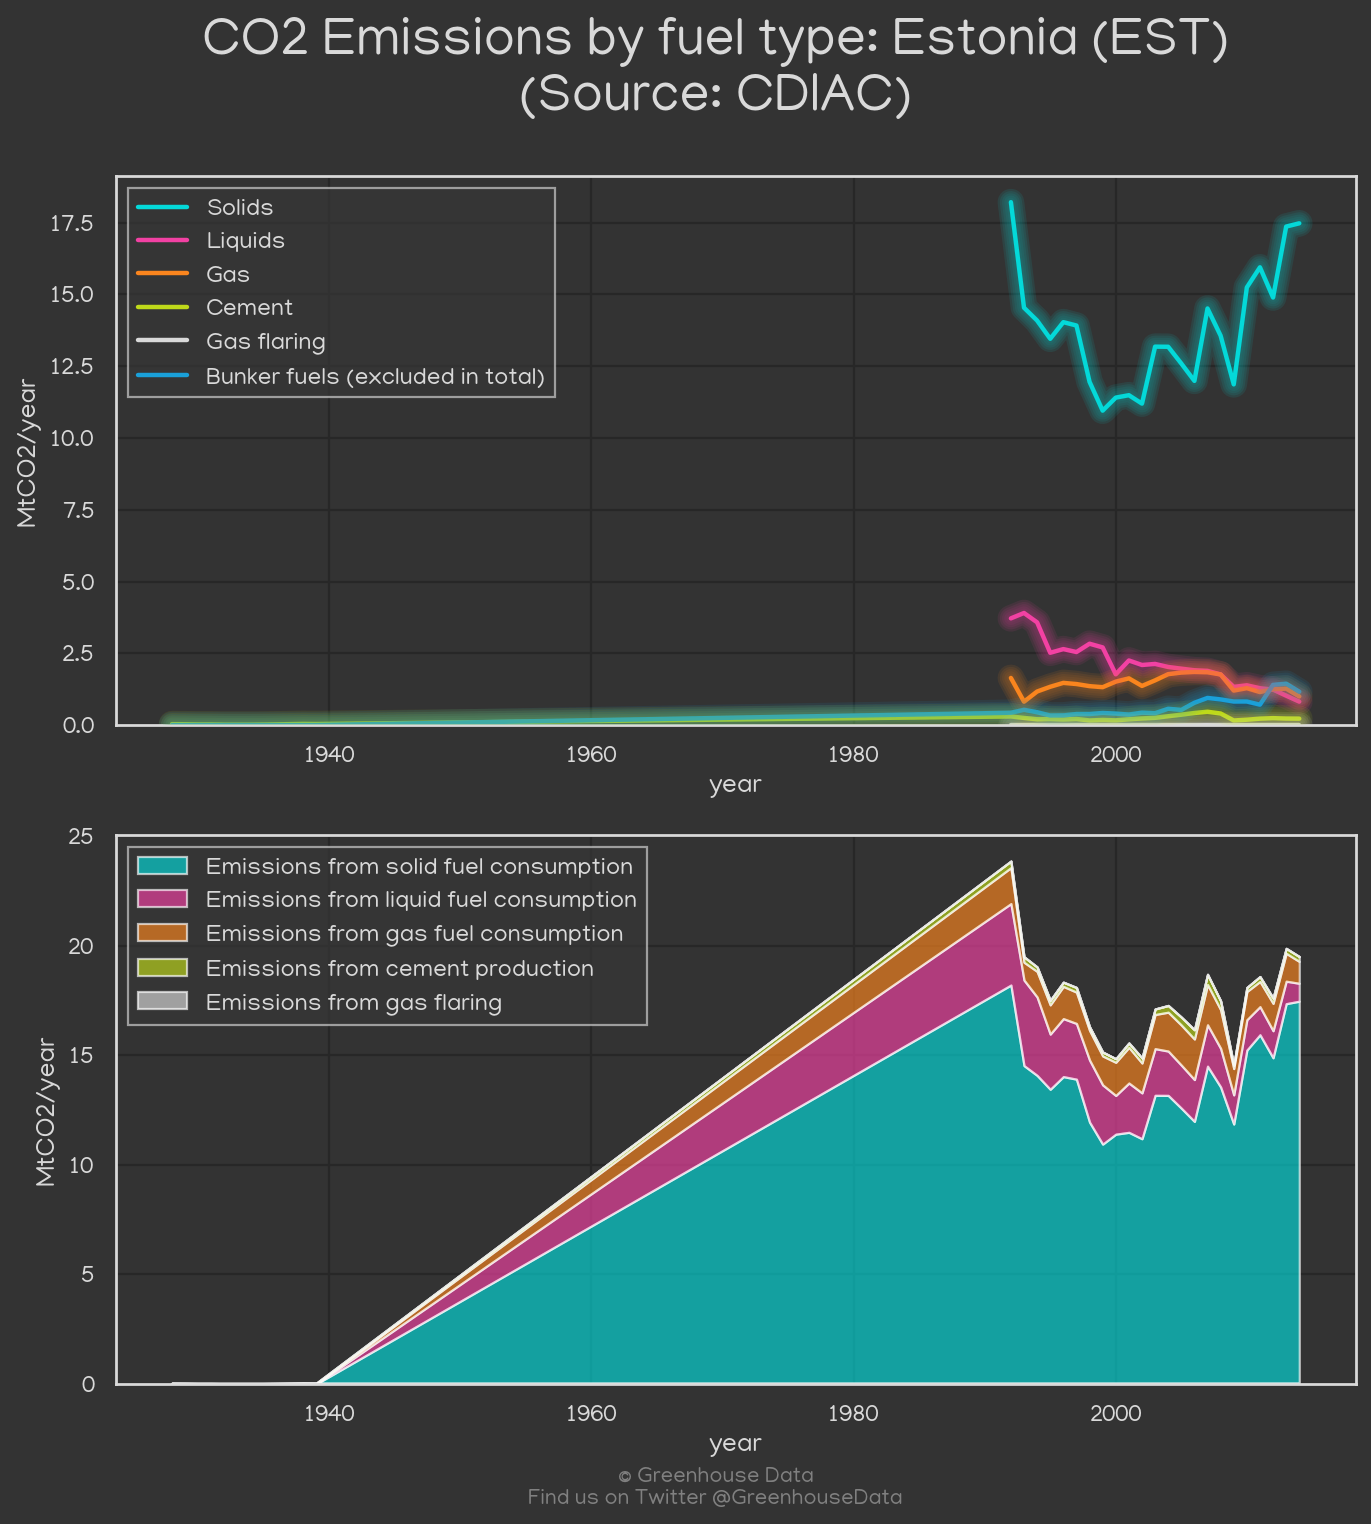 CO2 Emissions by fuel type: Estonia (EST)
(Source: CDIAC)
Solids
Liquids
Gas
Cement
Gas flaring
Bunker fuels (excluded in total)
MtCO2/year
17.5
15.0
12.5
10.0
7.5
5.0
2.5
0.0
1940 1960 1980 2000
year
Emissions from solid fuel consumption
Emissions from liquid fuel consumption
Emissions from gas fuel consumption
Emissions from cement production
Emissions from gas flaring
MtCO2/year
25
20
15
10
5
0
1940 1960 1980 2000
year
© Greenhouse Data
Find us on Twitter @GreenhouseData